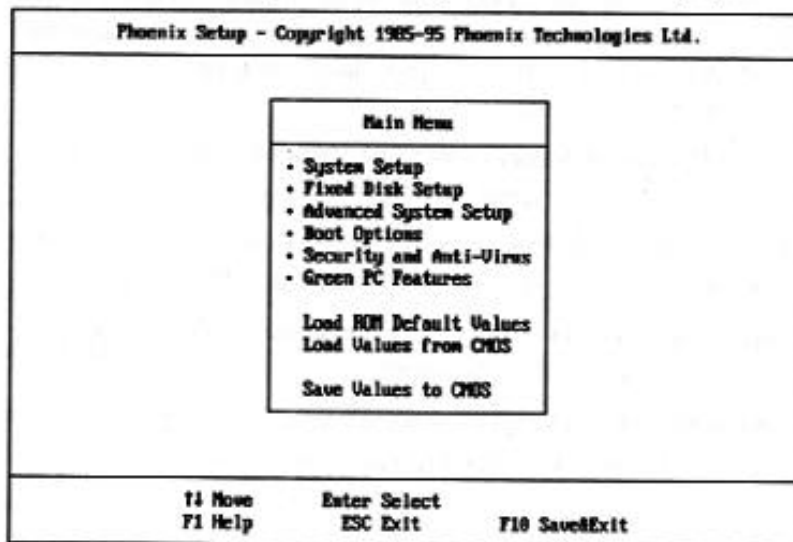 Phoenix Setup - Copyright 1985-95 Phoenix Technologies Ltd.
Main Menu
· System Setup
· Fixed Disk Setup
· Advanced System Setup
· Boot Options
· Security and Anti-Virus
· Green PC Features
Load ROM Default Values
Load Values from CMOS
Save Values to CMOS
↑↓ Move Enter Select
F1 Help ESC Exit F10 Save&Exit